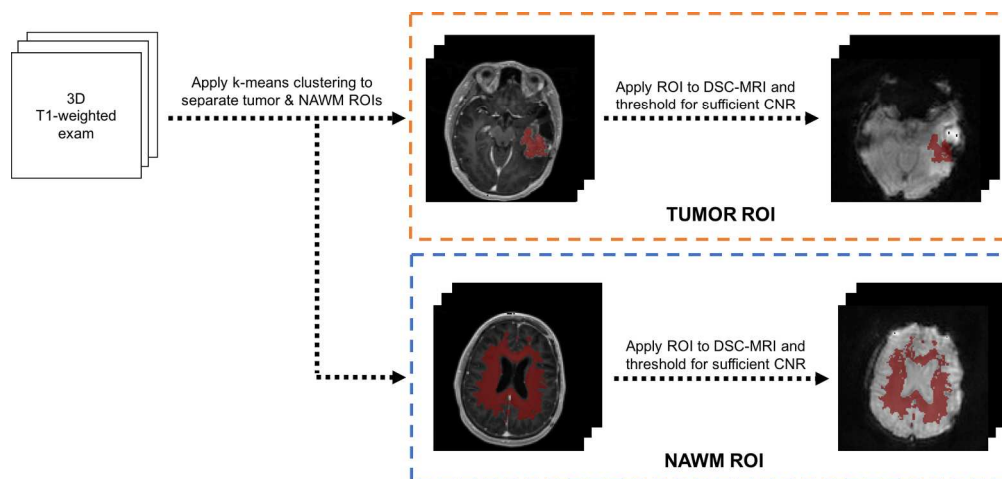 3D
T1-weighted
exam
Apply k-means clustering to
separate tumor & NAWM ROIs
Apply ROI to DSC-MRI and
threshold for sufficient CNR
TUMOR ROI
Apply ROI to DSC-MRI and
threshold for sufficient CNR
NAWM ROI